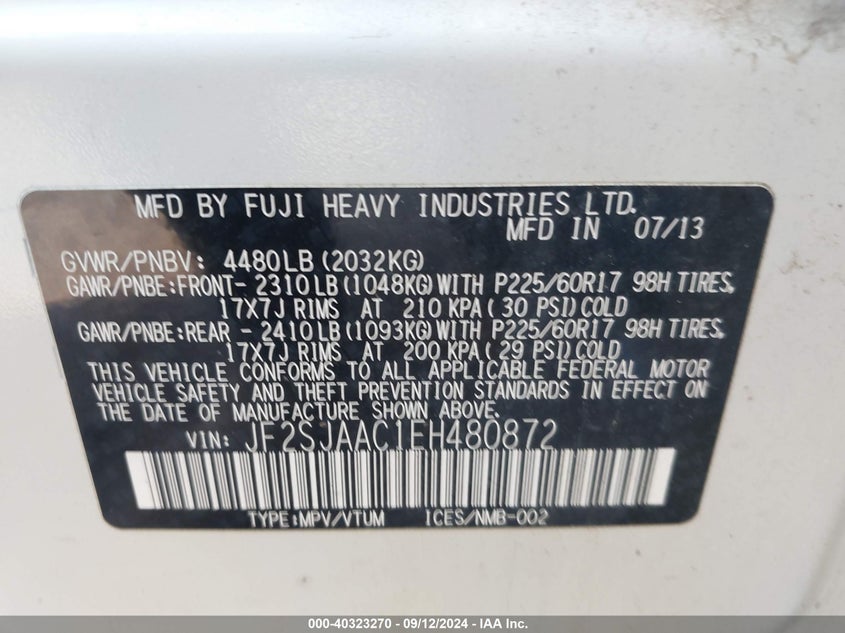 MFD BY FUJI HEAVY INDUSTRIES LTD.
MFD IN 07/13
GVWR/PNBV: 4480LB(2032KG)
GAWR/PNBE:FRONT- 2310LB(1048KG)WITH P225/60R17 98H TIRES,
17X7J RIMS AT 210 KPA( 30 PSI)COLD
GAWR/PNBE:REAR - 2410LB(1093KG)WITH P225/60R17 98H TIRES,
17X7J RIMS AT 200 KPA( 29 PSI)COLD
THIS VEHICLE CONFORMS TO ALL APPLICABLE FEDERAL MOTOR
VEHICLE SAFETY AND THEFT PREVENTION STANDARDS IN EFFECT ON
THE DATE OF MANUFACTURE SHOWN ABOVE.
VIN: JF2SJAAC1EH480872
TYPE:MPV/VTUM ICES/NMB-002
000-40323270 - 09/12/2024 - IAA, Inc.